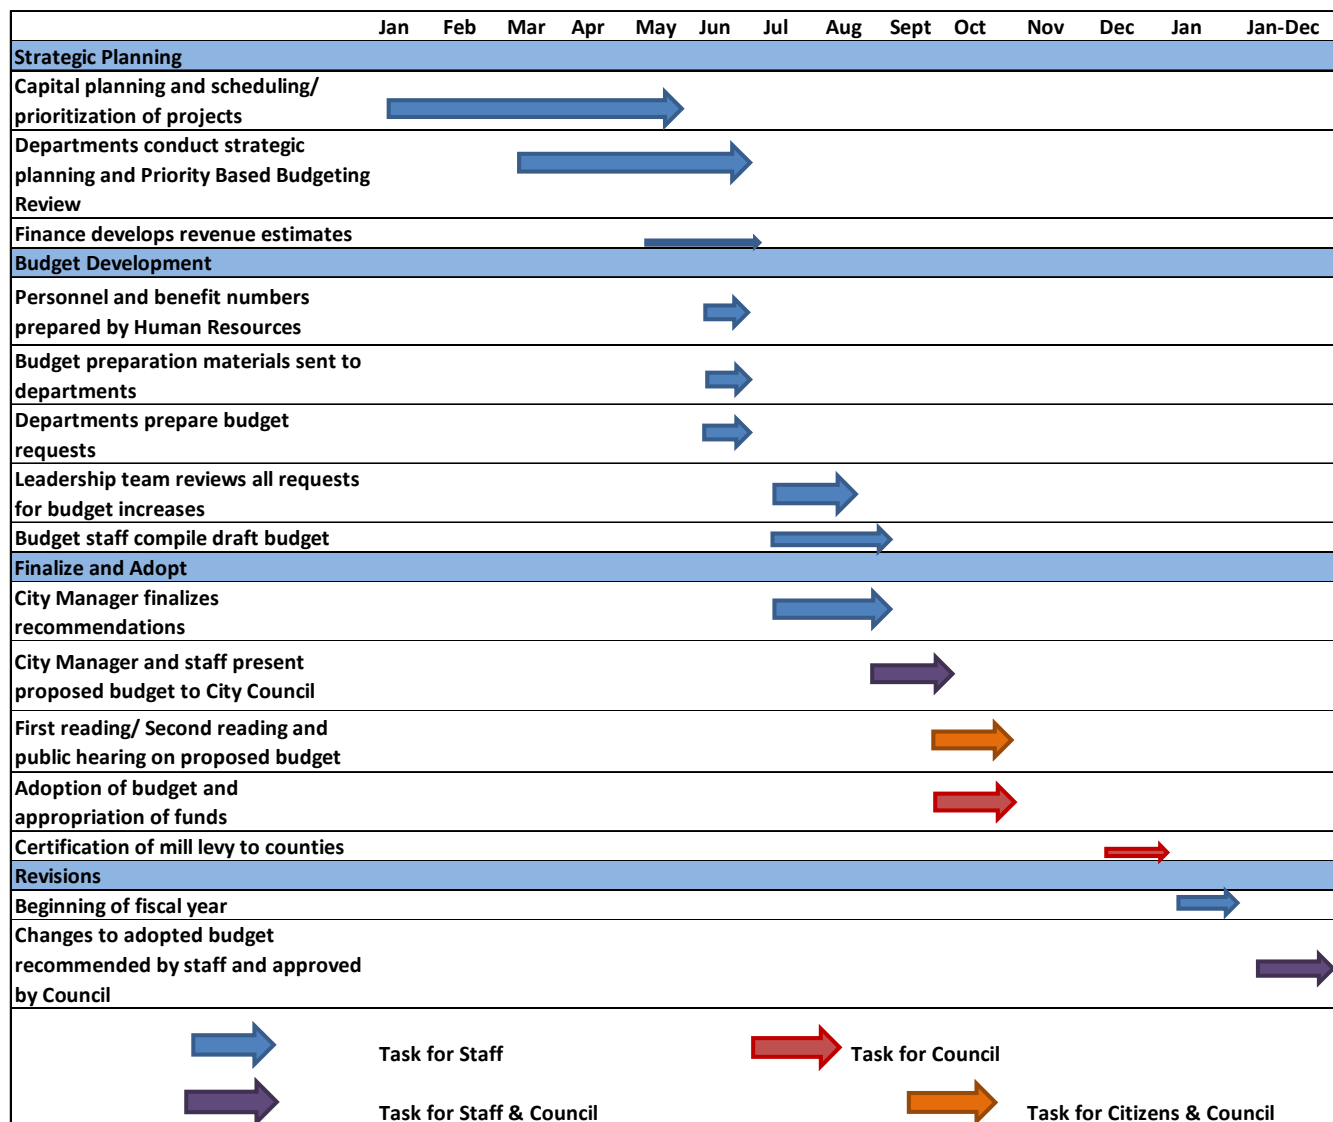 Jan Feb Mar Apr May Jun Jul Aug Sept Oct Nov Dec Jan Jan-Dec
Strategic Planning
Capital planning and scheduling/
prioritization of projects
Departments conduct strategic
planning and Priority Based Budgeting
Review
Finance develops revenue estimates
Budget Development
Personnel and benefit numbers
prepared by Human Resources
Budget preparation materials sent to
departments
Departments prepare budget
requests
Leadership team reviews all requests
for budget increases
Budget staff compile draft budget
Finalize and Adopt
City Manager finalizes
recommendations
City Manager and staff present
proposed budget to City Council
First reading/ Second reading and
public hearing on proposed budget
Adoption of budget and
appropriation of funds
Certification of mill levy to counties
Revisions
Beginning of fiscal year
Changes to adopted budget
recommended by staff and approved
by Council
Task for Staff Task for Council
Task for Staff & Council Task for Citizens & Council